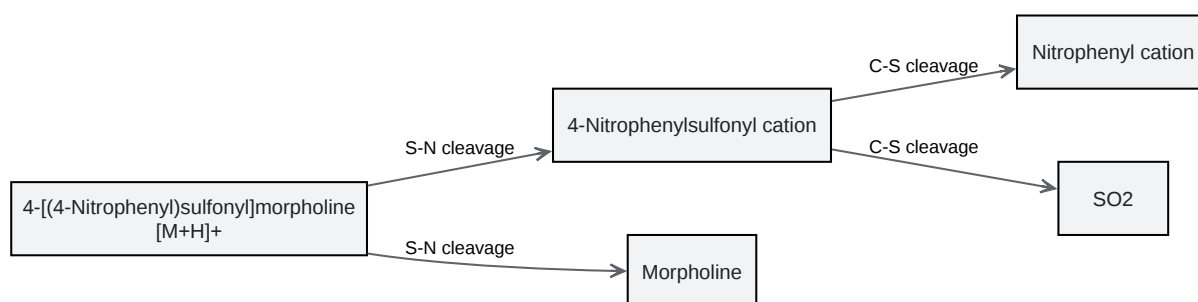 Nitrophenyl cation
C-S cleavage
4-Nitrophenylsulfonyl cation
S-N cleavage
C-S cleavage
4-[(4-Nitrophenyl)sulfonyl]morpholine
[M+H]+
SO2
S-N cleavage
Morpholine